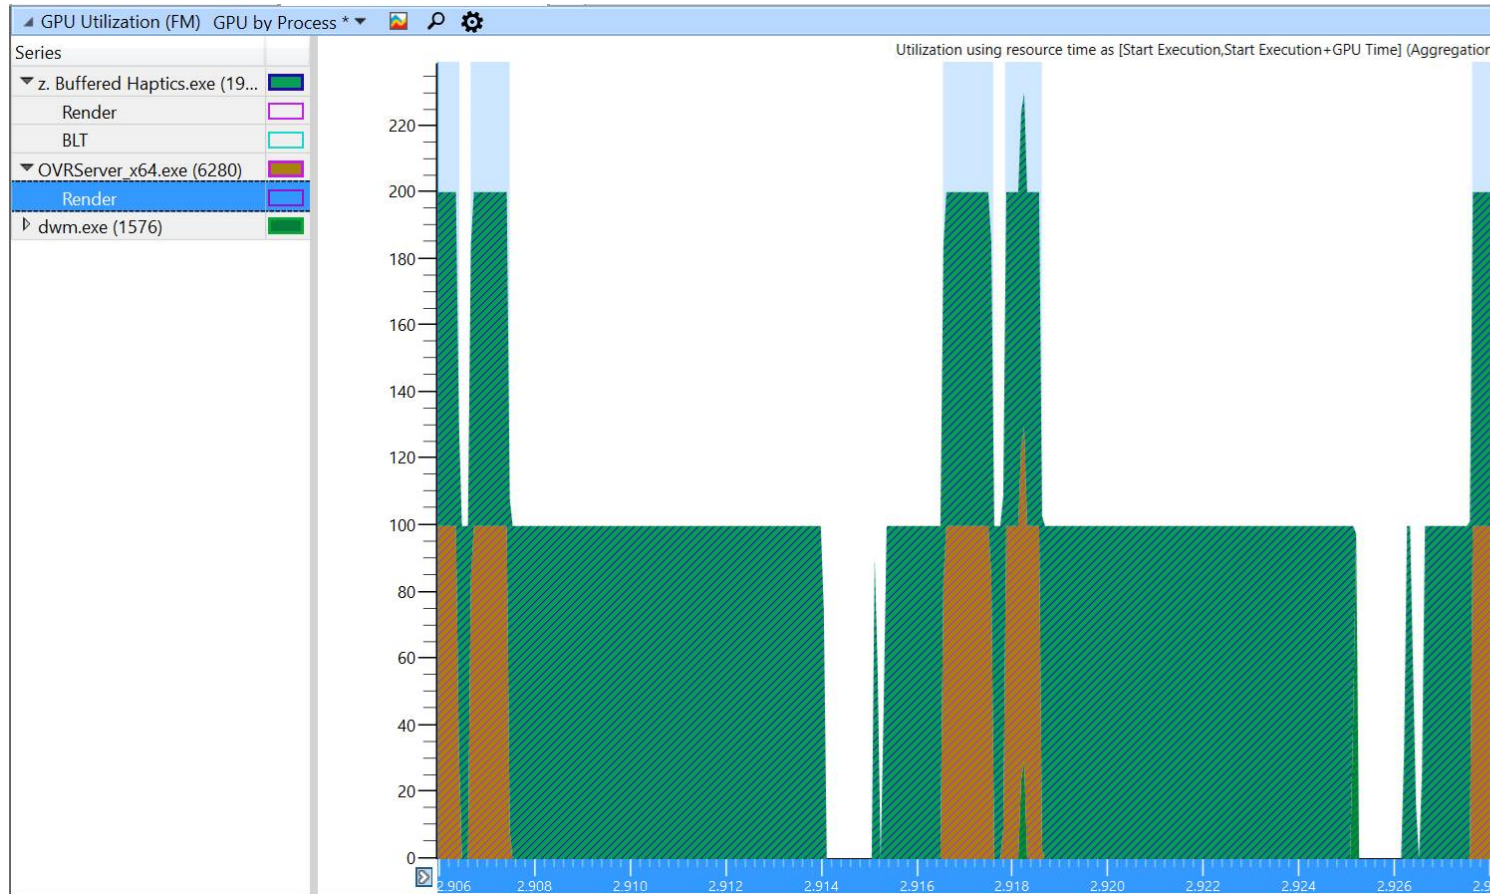 GPU Utilization (FM) GPU by Process *
Series
Utilization using resource time as [Start Execution,Start Execution+GPU Time] (Aggregation
z. Buffered Haptics.exe (19...
Render
BLT
OVRServer_x64.exe (6280)
Render
dwm.exe (1576)
220
200
180
160
140
120
100
80
60
40
20
0
2.906 2.908 2.910 2.912 2.914 2.916 2.918 2.920 2.922 2.924 2.926